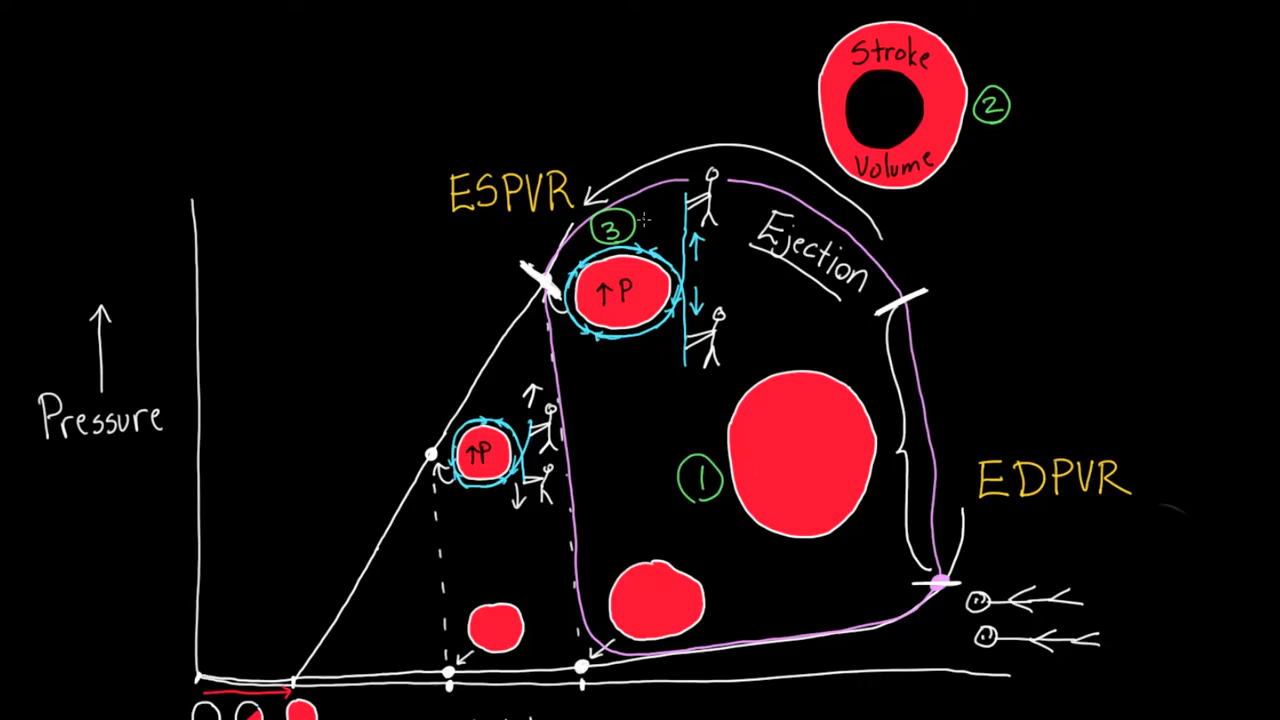 Stroke
Volume
2
ESPVR
3
Ejection
↑P
Pressure
↑P
1
EDPVR